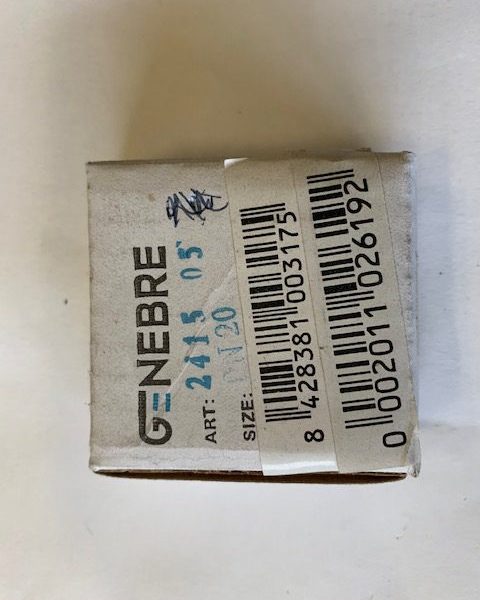 GENEBRE
ART: 2415 05
SIZE: DN 20
8 428381 003175
0 002011 026192